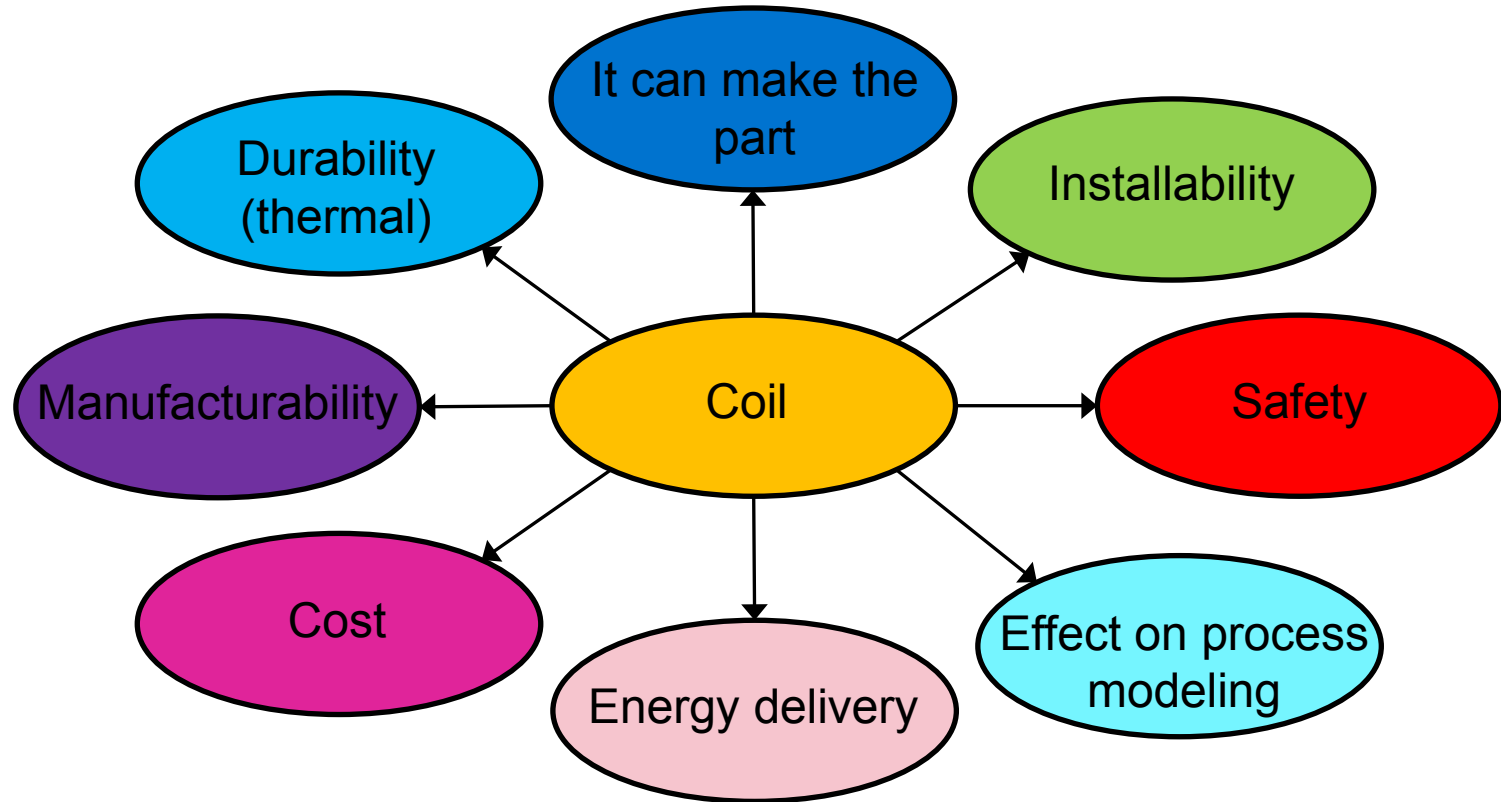 It can make the
part
Durability
(thermal)
Installability
Manufacturability
Coil
Safety
Cost
Effect on process
modeling
Energy delivery